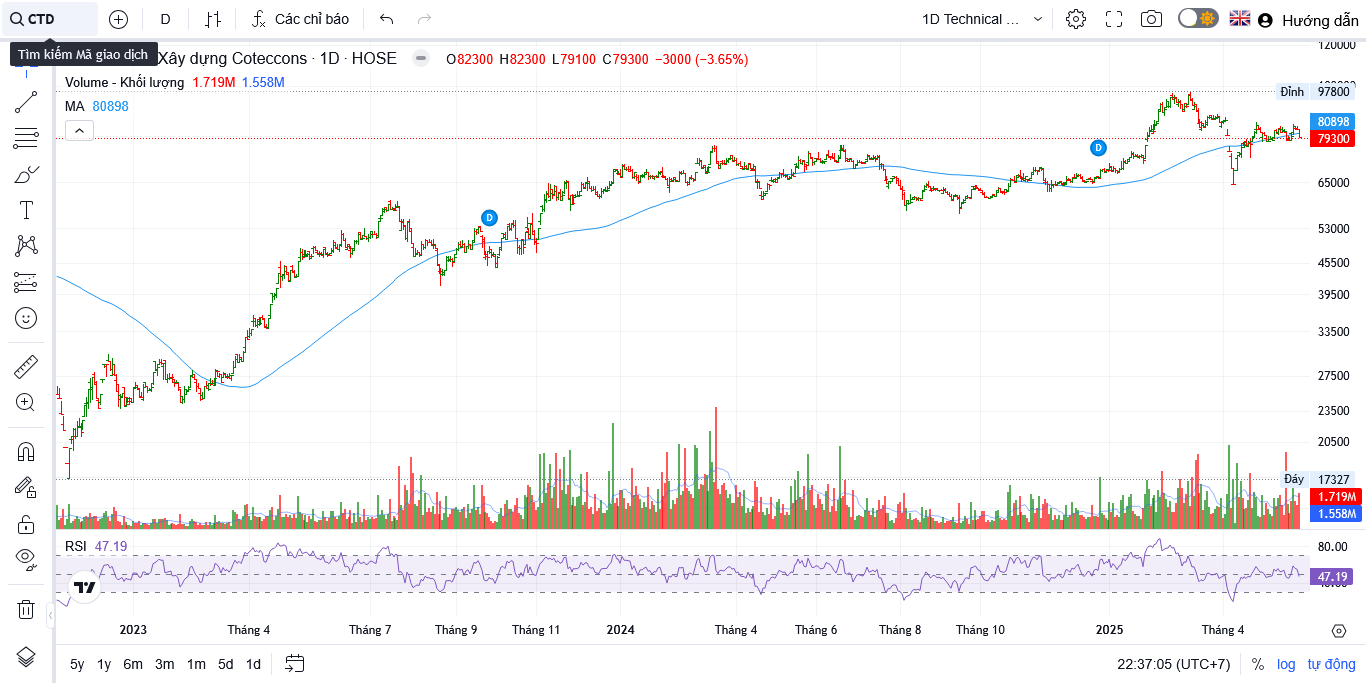 CTD
D
Các chỉ báo
1D Technical ...
Hướng dẫn
Tìm kiếm Mã giao dịch
Xây dựng Coteccons · 1D · HOSE
O82300 H82300 L79100 C79300 −3000 (−3.65%)
Volume - Khối lượng 1.719M 1.558M
MA 80898
120000
Đỉnh 97800
80898
79300
D
65000
D
53000
45500
39500
33500
27500
23500
20500
Đáy 17327
1.719M
1.558M
RSI 47.19
80.00
47.19
2023 Tháng 4 Tháng 7 Tháng 9 Tháng 11 2024 Tháng 4 Tháng 6 Tháng 8 Tháng 10 2025 Tháng 4
5y 1y 6m 3m 1m 5d 1d
22:37:05 (UTC+7) % log tự động